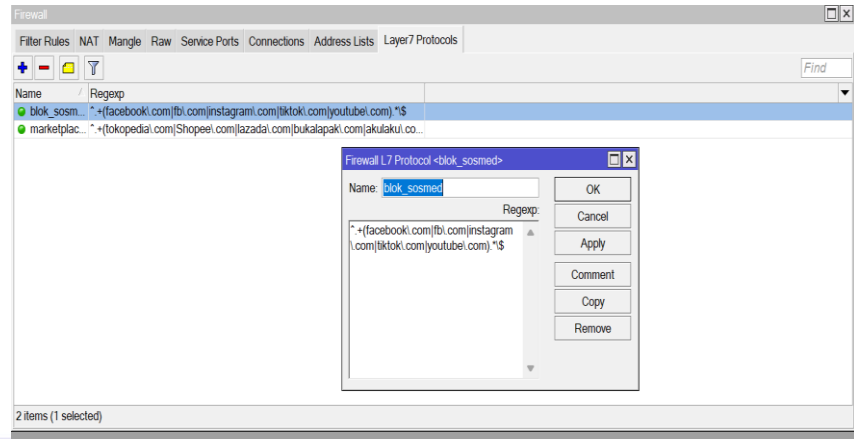 Firewall
Filter Rules NAT Mangle Raw Service Ports Connections Address Lists Layer7 Protocols
Find
Name / Regexp
blok_sosm... ^.+(facebook\.com|fb\.com|instagram\.com|tiktok\.com|youtube\.com).*\$
marketplac... ^.+(tokopedia\.com|Shopee\.com|lazada\.com|bukalapak\.com|akulaku\.co...
Firewall L7 Protocol <blok_sosmed>
Name: blok_sosmed
OK
Regexp:
Cancel
^.+(facebook\.com|fb\.com|instagram
\.com|tiktok\.com|youtube\.com).*\$
Apply
Comment
Copy
Remove
2 items (1 selected)